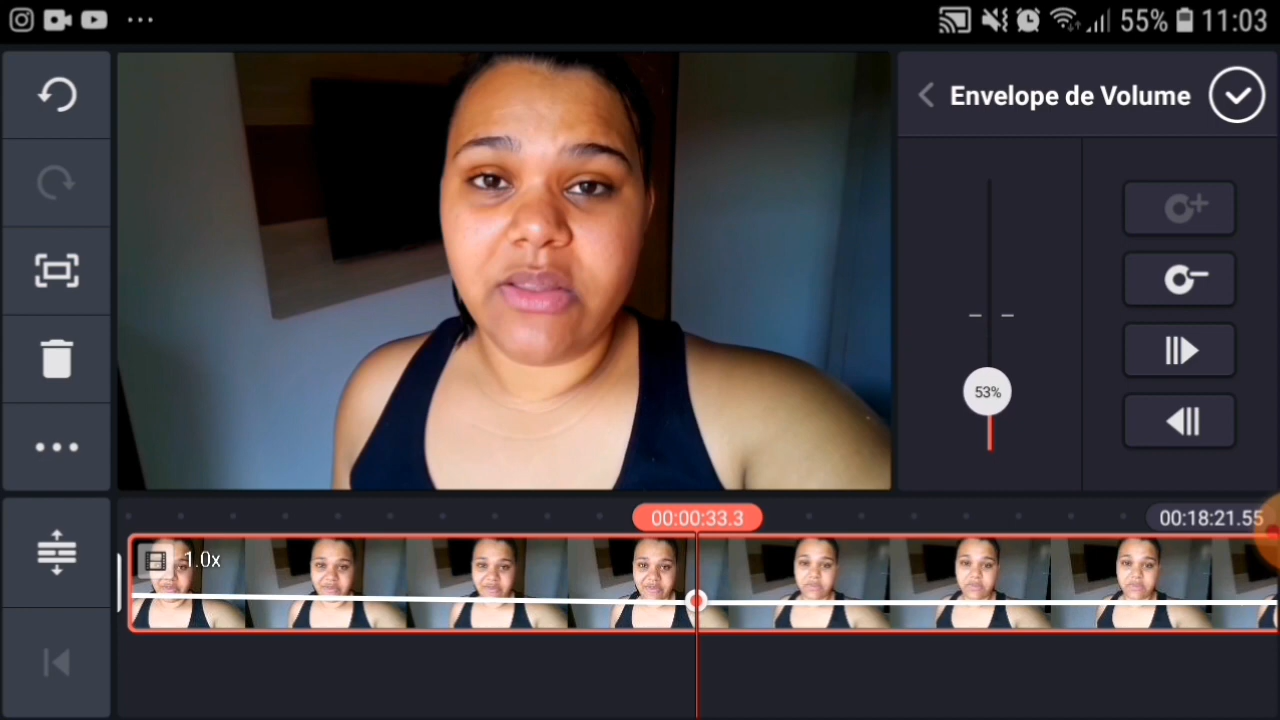 55% 11:03
Envelope de Volume
53%
00:00:33.3
00:18:21.55
1.0x